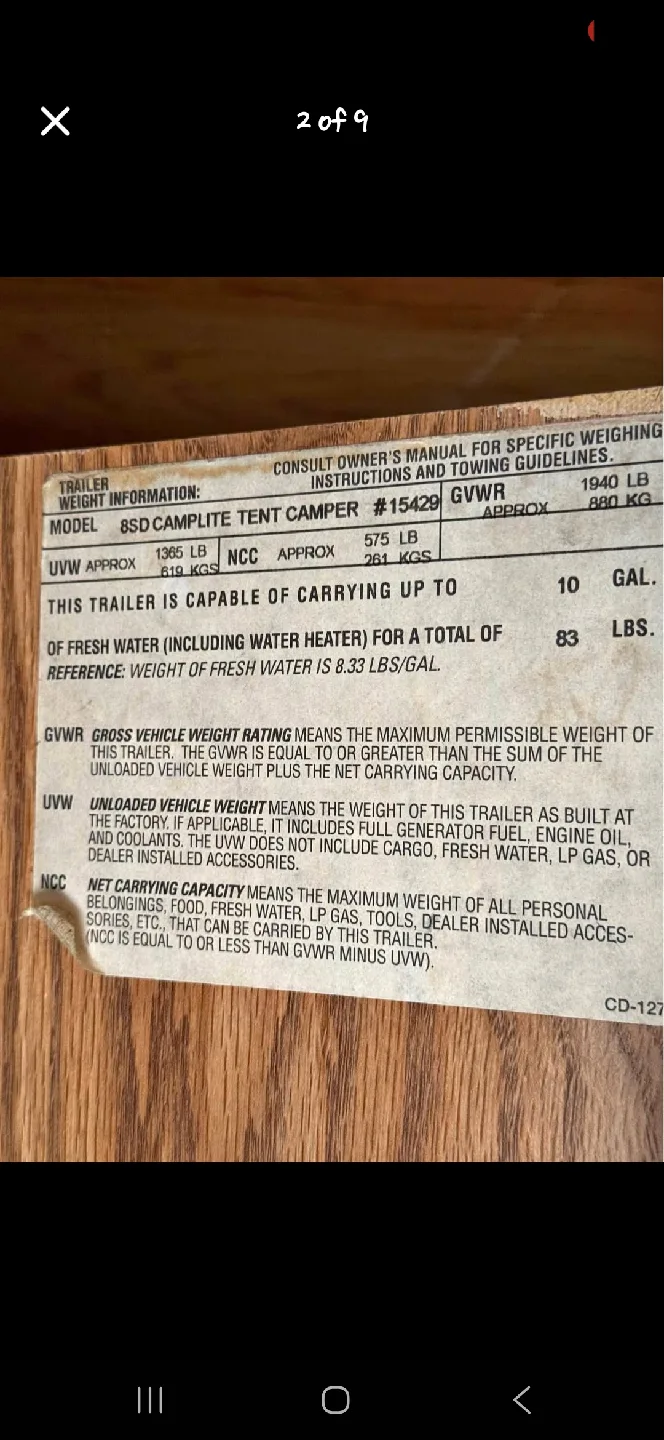 2 of 9
CONSULT OWNER'S MANUAL FOR SPECIFIC WEIGHING
INSTRUCTIONS AND TOWING GUIDELINES.
TRAILER
WEIGHT INFORMATION:
MODEL 8SD CAMPLITE TENT CAMPER #15429
GVWR APPROX 1940 LB
880 KG
UVW APPROX 1365 LB
619 KGS
NCC APPROX 575 LB
261 KGS
THIS TRAILER IS CAPABLE OF CARRYING UP TO 10 GAL.
OF FRESH WATER (INCLUDING WATER HEATER) FOR A TOTAL OF 83 LBS.
REFERENCE: WEIGHT OF FRESH WATER IS 8.33 LBS/GAL.
GVWR GROSS VEHICLE WEIGHT RATING MEANS THE MAXIMUM PERMISSIBLE WEIGHT OF
THIS TRAILER. THE GVWR IS EQUAL TO OR GREATER THAN THE SUM OF THE
UNLOADED VEHICLE WEIGHT PLUS THE NET CARRYING CAPACITY.
UVW UNLOADED VEHICLE WEIGHT MEANS THE WEIGHT OF THIS TRAILER AS BUILT AT
THE FACTORY. IF APPLICABLE, IT INCLUDES FULL GENERATOR FUEL, ENGINE OIL,
AND COOLANTS. THE UVW DOES NOT INCLUDE CARGO, FRESH WATER, LP GAS, OR
DEALER INSTALLED ACCESSORIES.
NCC NET CARRYING CAPACITY MEANS THE MAXIMUM WEIGHT OF ALL PERSONAL
BELONGINGS, FOOD, FRESH WATER, LP GAS, TOOLS, DEALER INSTALLED ACCES-
SORIES, ETC., THAT CAN BE CARRIED BY THIS TRAILER.
(NCC IS EQUAL TO OR LESS THAN GVWR MINUS UVW).
CD-127